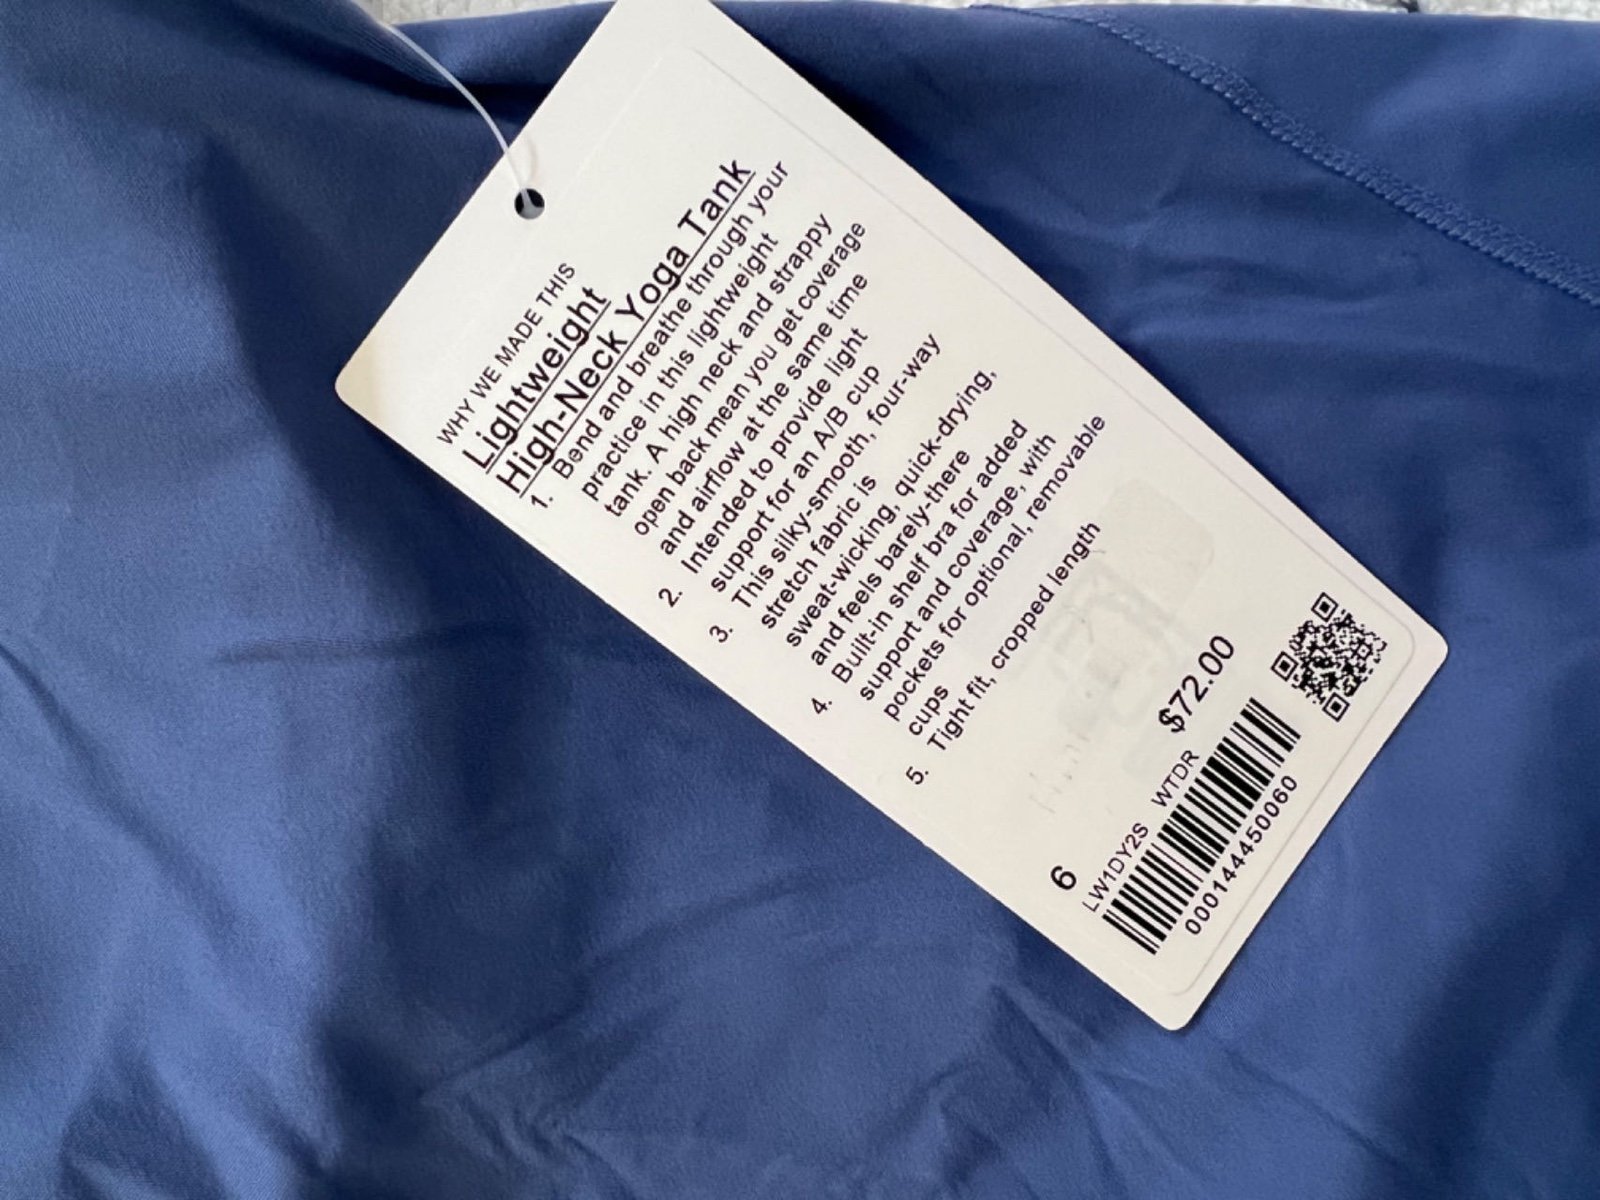 WHY WE MADE THIS
Lightweight
High-Neck Yoga Tank
1. Bend and breathe through your
practice in this lightweight
tank. A high neck and strappy
open back mean you get coverage
and airflow at the same time
2. Intended to provide light
support for an A/B cup
3. This silky-smooth, four-way
stretch fabric is
sweat-wicking, quick-drying,
and feels barely-there
4. Built-in shelf bra for added
support and coverage, with
pockets for optional, removable
cups
5. Tight fit, cropped length
6
$72.00
LW1DY2S WTDR
000144450060